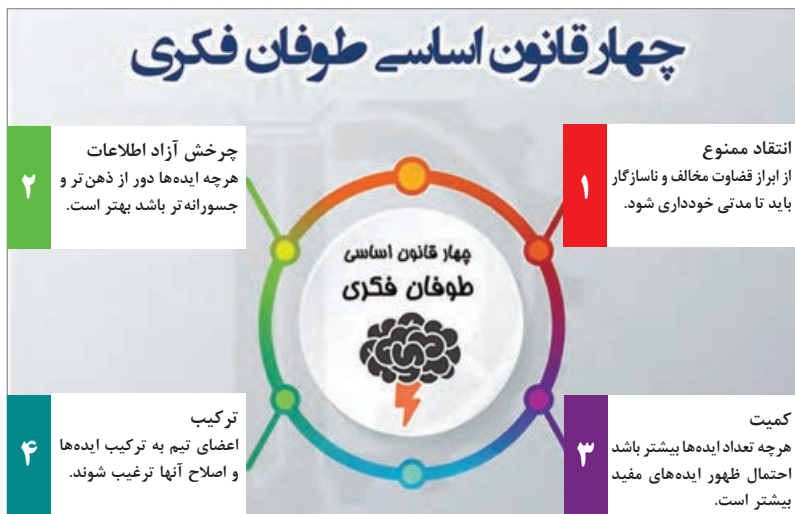 چهار قانون اساسی طوفان فکری
۱
انتقاد ممنوع
از ابراز قضاوت مخالف و ناسازگار
باید تا مدتی خودداری شود.
۲
چرخش آزاد اطلاعات
هرچه ایده‌ها دور از ذهن‌تر و
جسورانه‌تر باشد بهتر است.
چهار قانون اساسی
طوفان فکری
۳
کمیت
هرچه تعداد ایده‌ها بیشتر باشد
احتمال ظهور ایده‌های مفید
بیشتر است.
۴
ترکیب
اعضای تیم به ترکیب ایده‌ها
و اصلاح آنها ترغیب شوند.